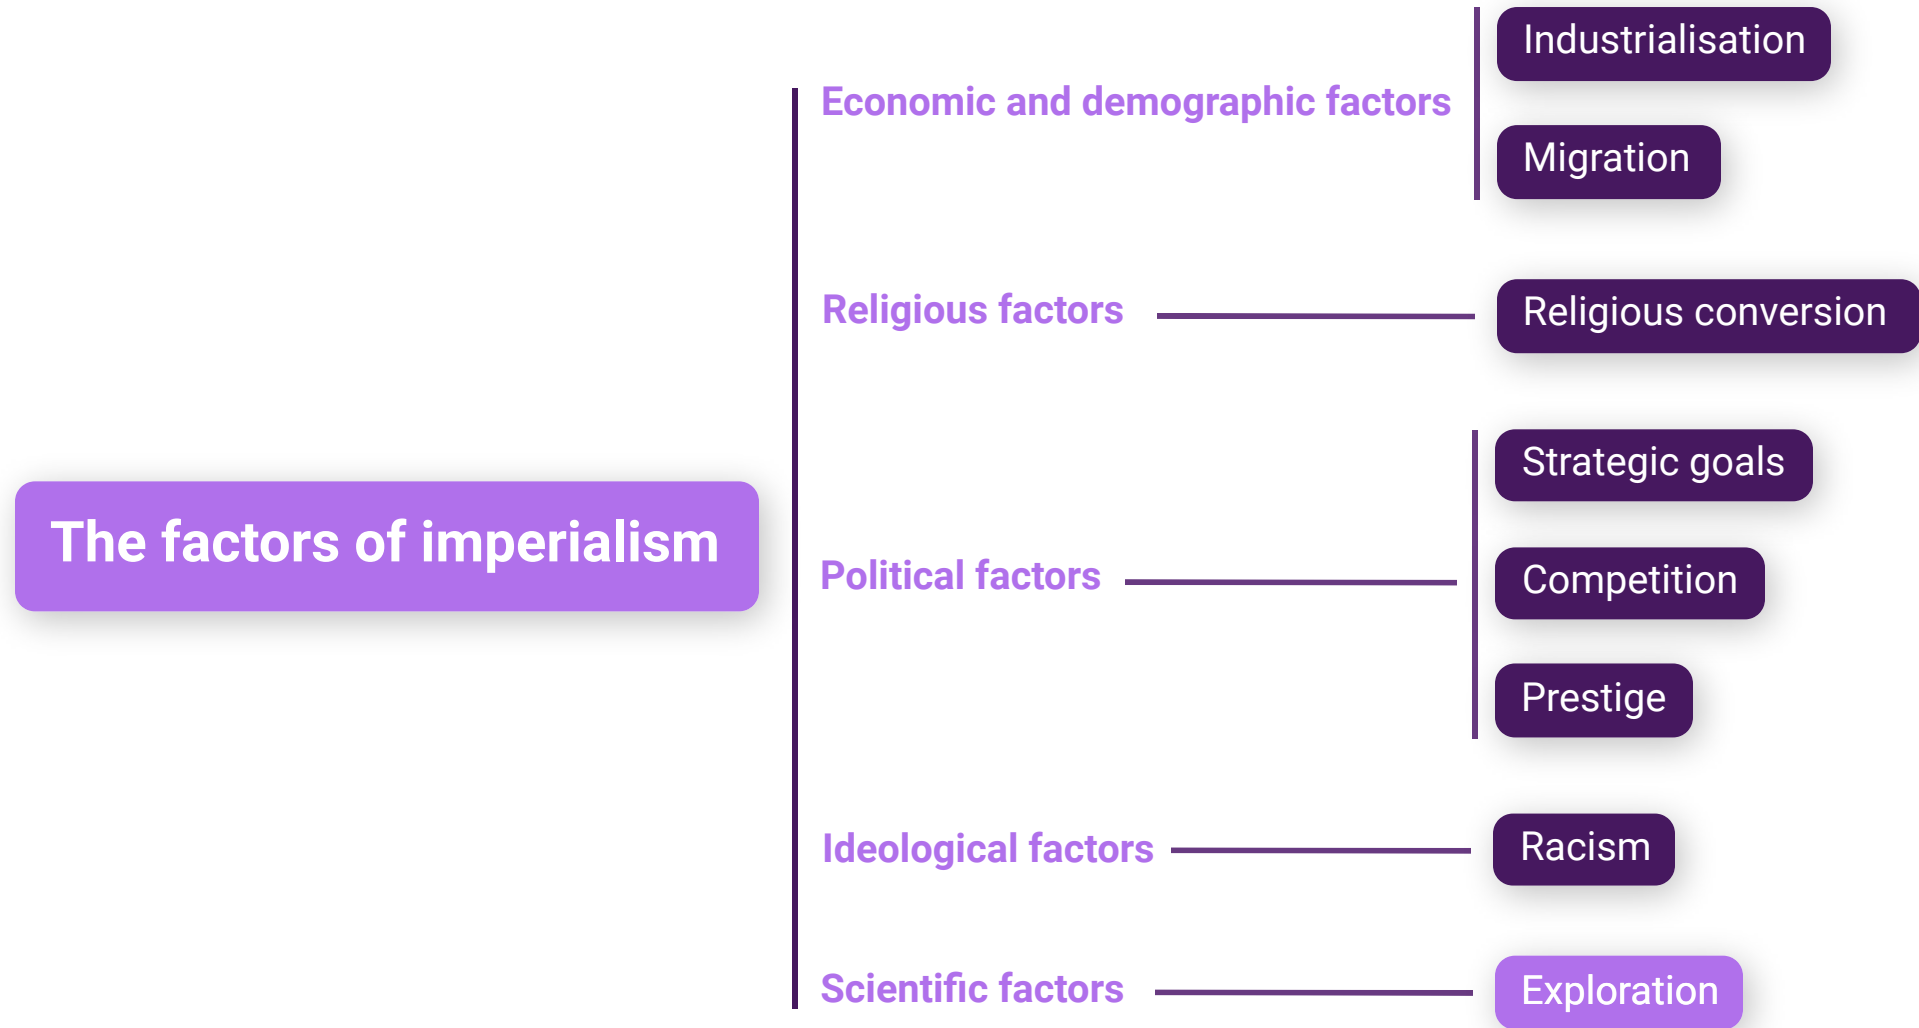 The factors of imperialism
Economic and demographic factors
Industrialisation
Migration
Religious factors
Religious conversion
Political factors
Strategic goals
Competition
Prestige
Ideological factors
Racism
Scientific factors
Exploration